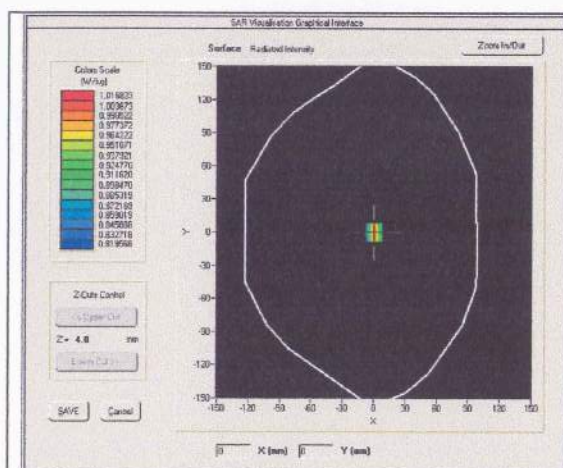 SAR Visualisation Graphical Interface
Surface Radiated Intensity
Zoom In/Out
Colors Scale
(W/kg)
1.016823
1.003673
0.990522
0.977372
0.964222
0.951071
0.937921
0.924770
0.911620
0.898470
0.885319
0.872169
0.859019
0.845868
0.832718
0.819568
150
120
90
60
30
0
-30
-60
-90
-120
-150
Y
-150 -120 -90 -60 -30 0 30 60 90 120 150
X
Z-Cuts Control
Z = 4.0 mm
SAVE
Cancel
0 X (mm) 0 Y (mm)